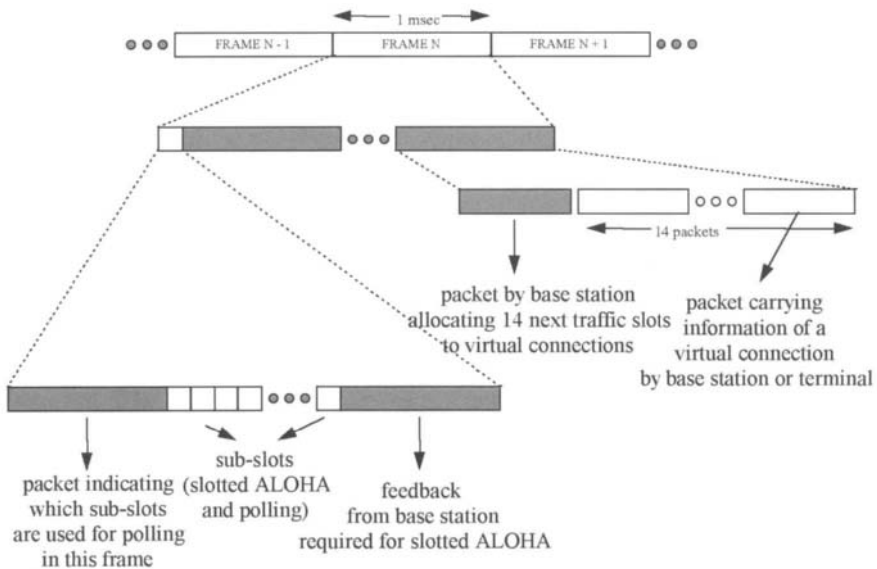 1 msec
FRAME N - 1
FRAME N
FRAME N + 1
14 packets
packet by base station
allocating 14 next traffic slots
to virtual connections
packet carrying
information of a
virtual connection
by base station or terminal
packet indicating
which sub-slots
are used for polling
in this frame
sub-slots
(slotted ALOHA
and polling)
feedback
from base station
required for slotted ALOHA